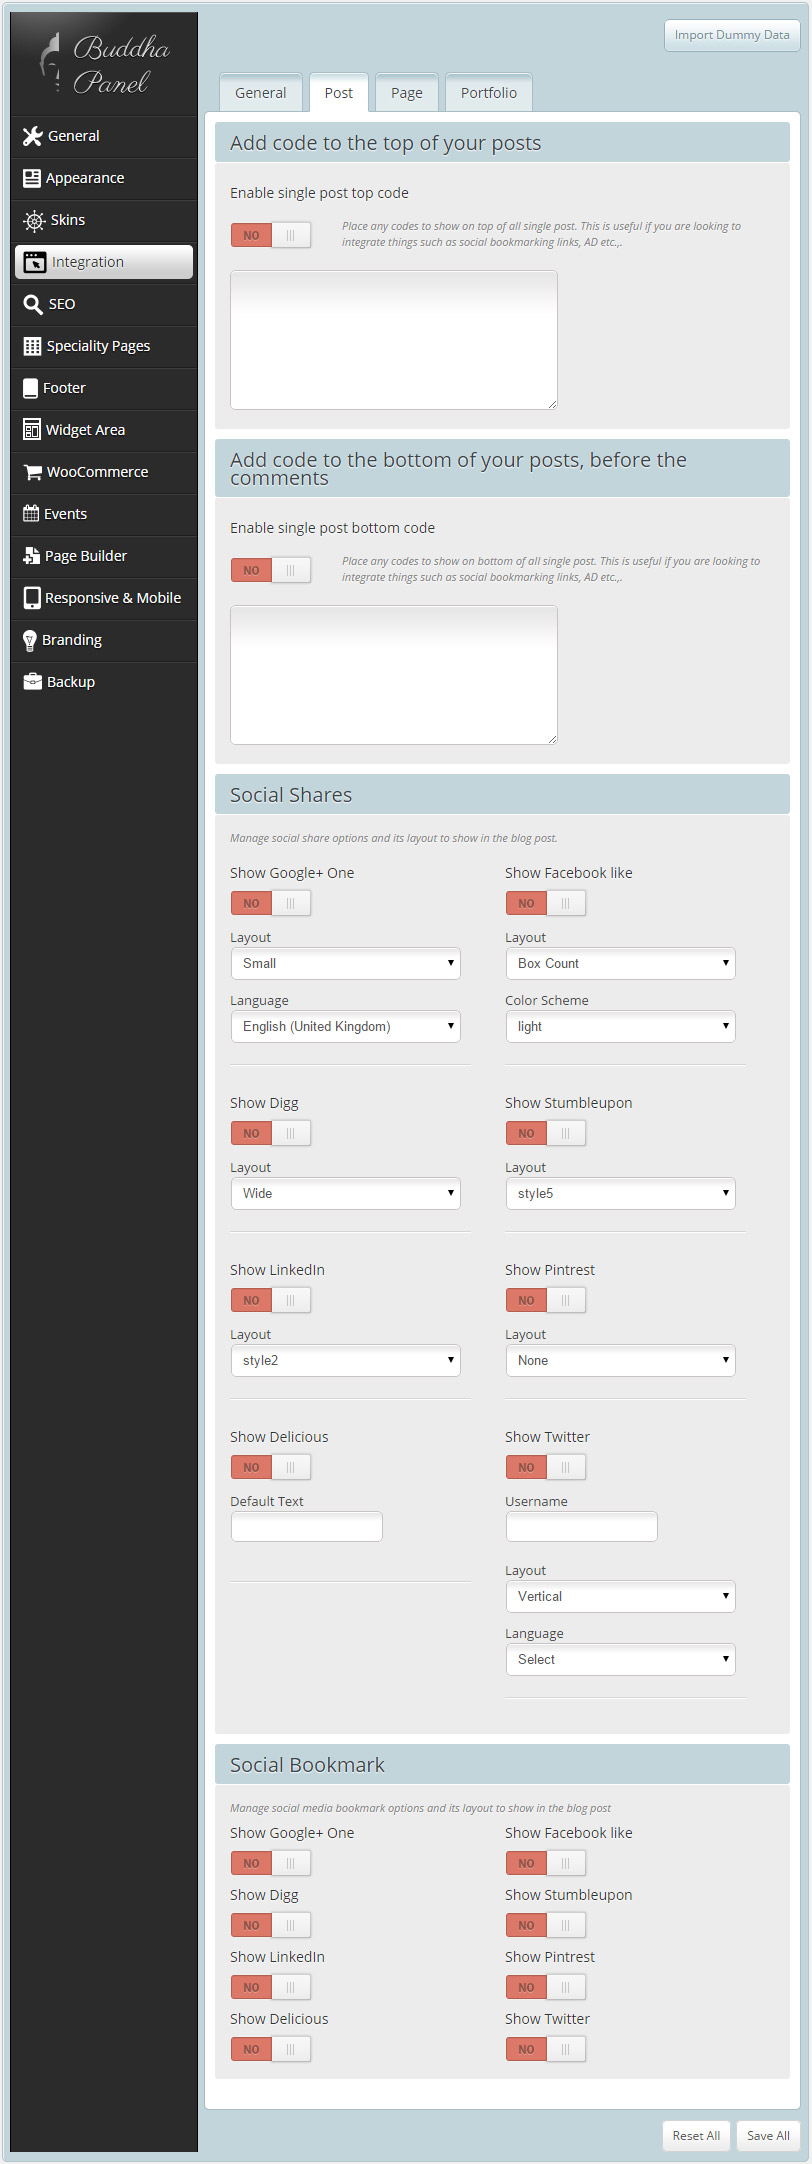 Buddha
Panel
Import Dummy Data
General
Post
Page
Portfolio
General
Appearance
Skins
Integration
SEO
Speciality Pages
Footer
Widget Area
WooCommerce
Events
Page Builder
Responsive & Mobile
Branding
Backup
Add code to the top of your posts
Enable single post top code
NO
Place any codes to show on top of all single post. This is useful if you are looking to
integrate things such as social bookmarking links, AD etc.,.
Add code to the bottom of your posts, before the
comments
Enable single post bottom code
NO
Place any codes to show on bottom of all single post. This is useful if you are looking to
integrate things such as social bookmarking links, AD etc.,.
Social Shares
Manage social share options and its layout to show in the blog post.
Show Google+ One
NO
Layout
Small
Language
English (United Kingdom)
Show Facebook like
NO
Layout
Box Count
Color Scheme
light
Show Digg
NO
Layout
Wide
Show Stumbleupon
NO
Layout
style5
Show LinkedIn
NO
Layout
style2
Show Pintrest
NO
Layout
None
Show Delicious
NO
Default Text
Show Twitter
NO
Username
Layout
Vertical
Language
Select
Social Bookmark
Manage social media bookmark options and its layout to show in the blog post
Show Google+ One
NO
Show Facebook like
NO
Show Digg
NO
Show Stumbleupon
NO
Show LinkedIn
NO
Show Pintrest
NO
Show Delicious
NO
Show Twitter
NO
Reset All
Save All